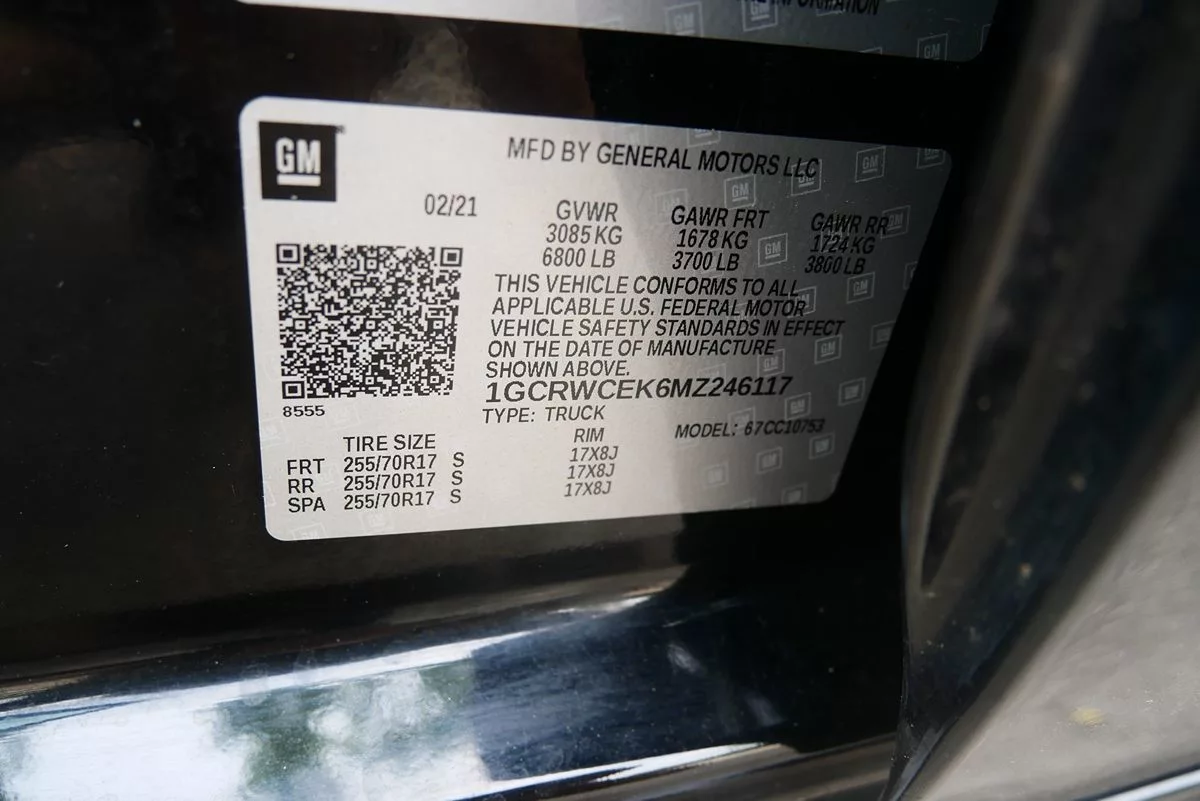 INFORMATION
GM
MFD BY GENERAL MOTORS LLC
02/21
GVWR GAWR FRT GAWR RR
3085 KG 1678 KG 1724 KG
6800 LB 3700 LB 3800 LB
THIS VEHICLE CONFORMS TO ALL
APPLICABLE U.S. FEDERAL MOTOR
VEHICLE SAFETY STANDARDS IN EFFECT
ON THE DATE OF MANUFACTURE
SHOWN ABOVE.
1GCRWCEK6MZ246117
8555
TYPE: TRUCK
MODEL: 67CC10753
TIRE SIZE RIM
FRT 255/70R17 S 17X8J
RR 255/70R17 S 17X8J
SPA 255/70R17 S 17X8J